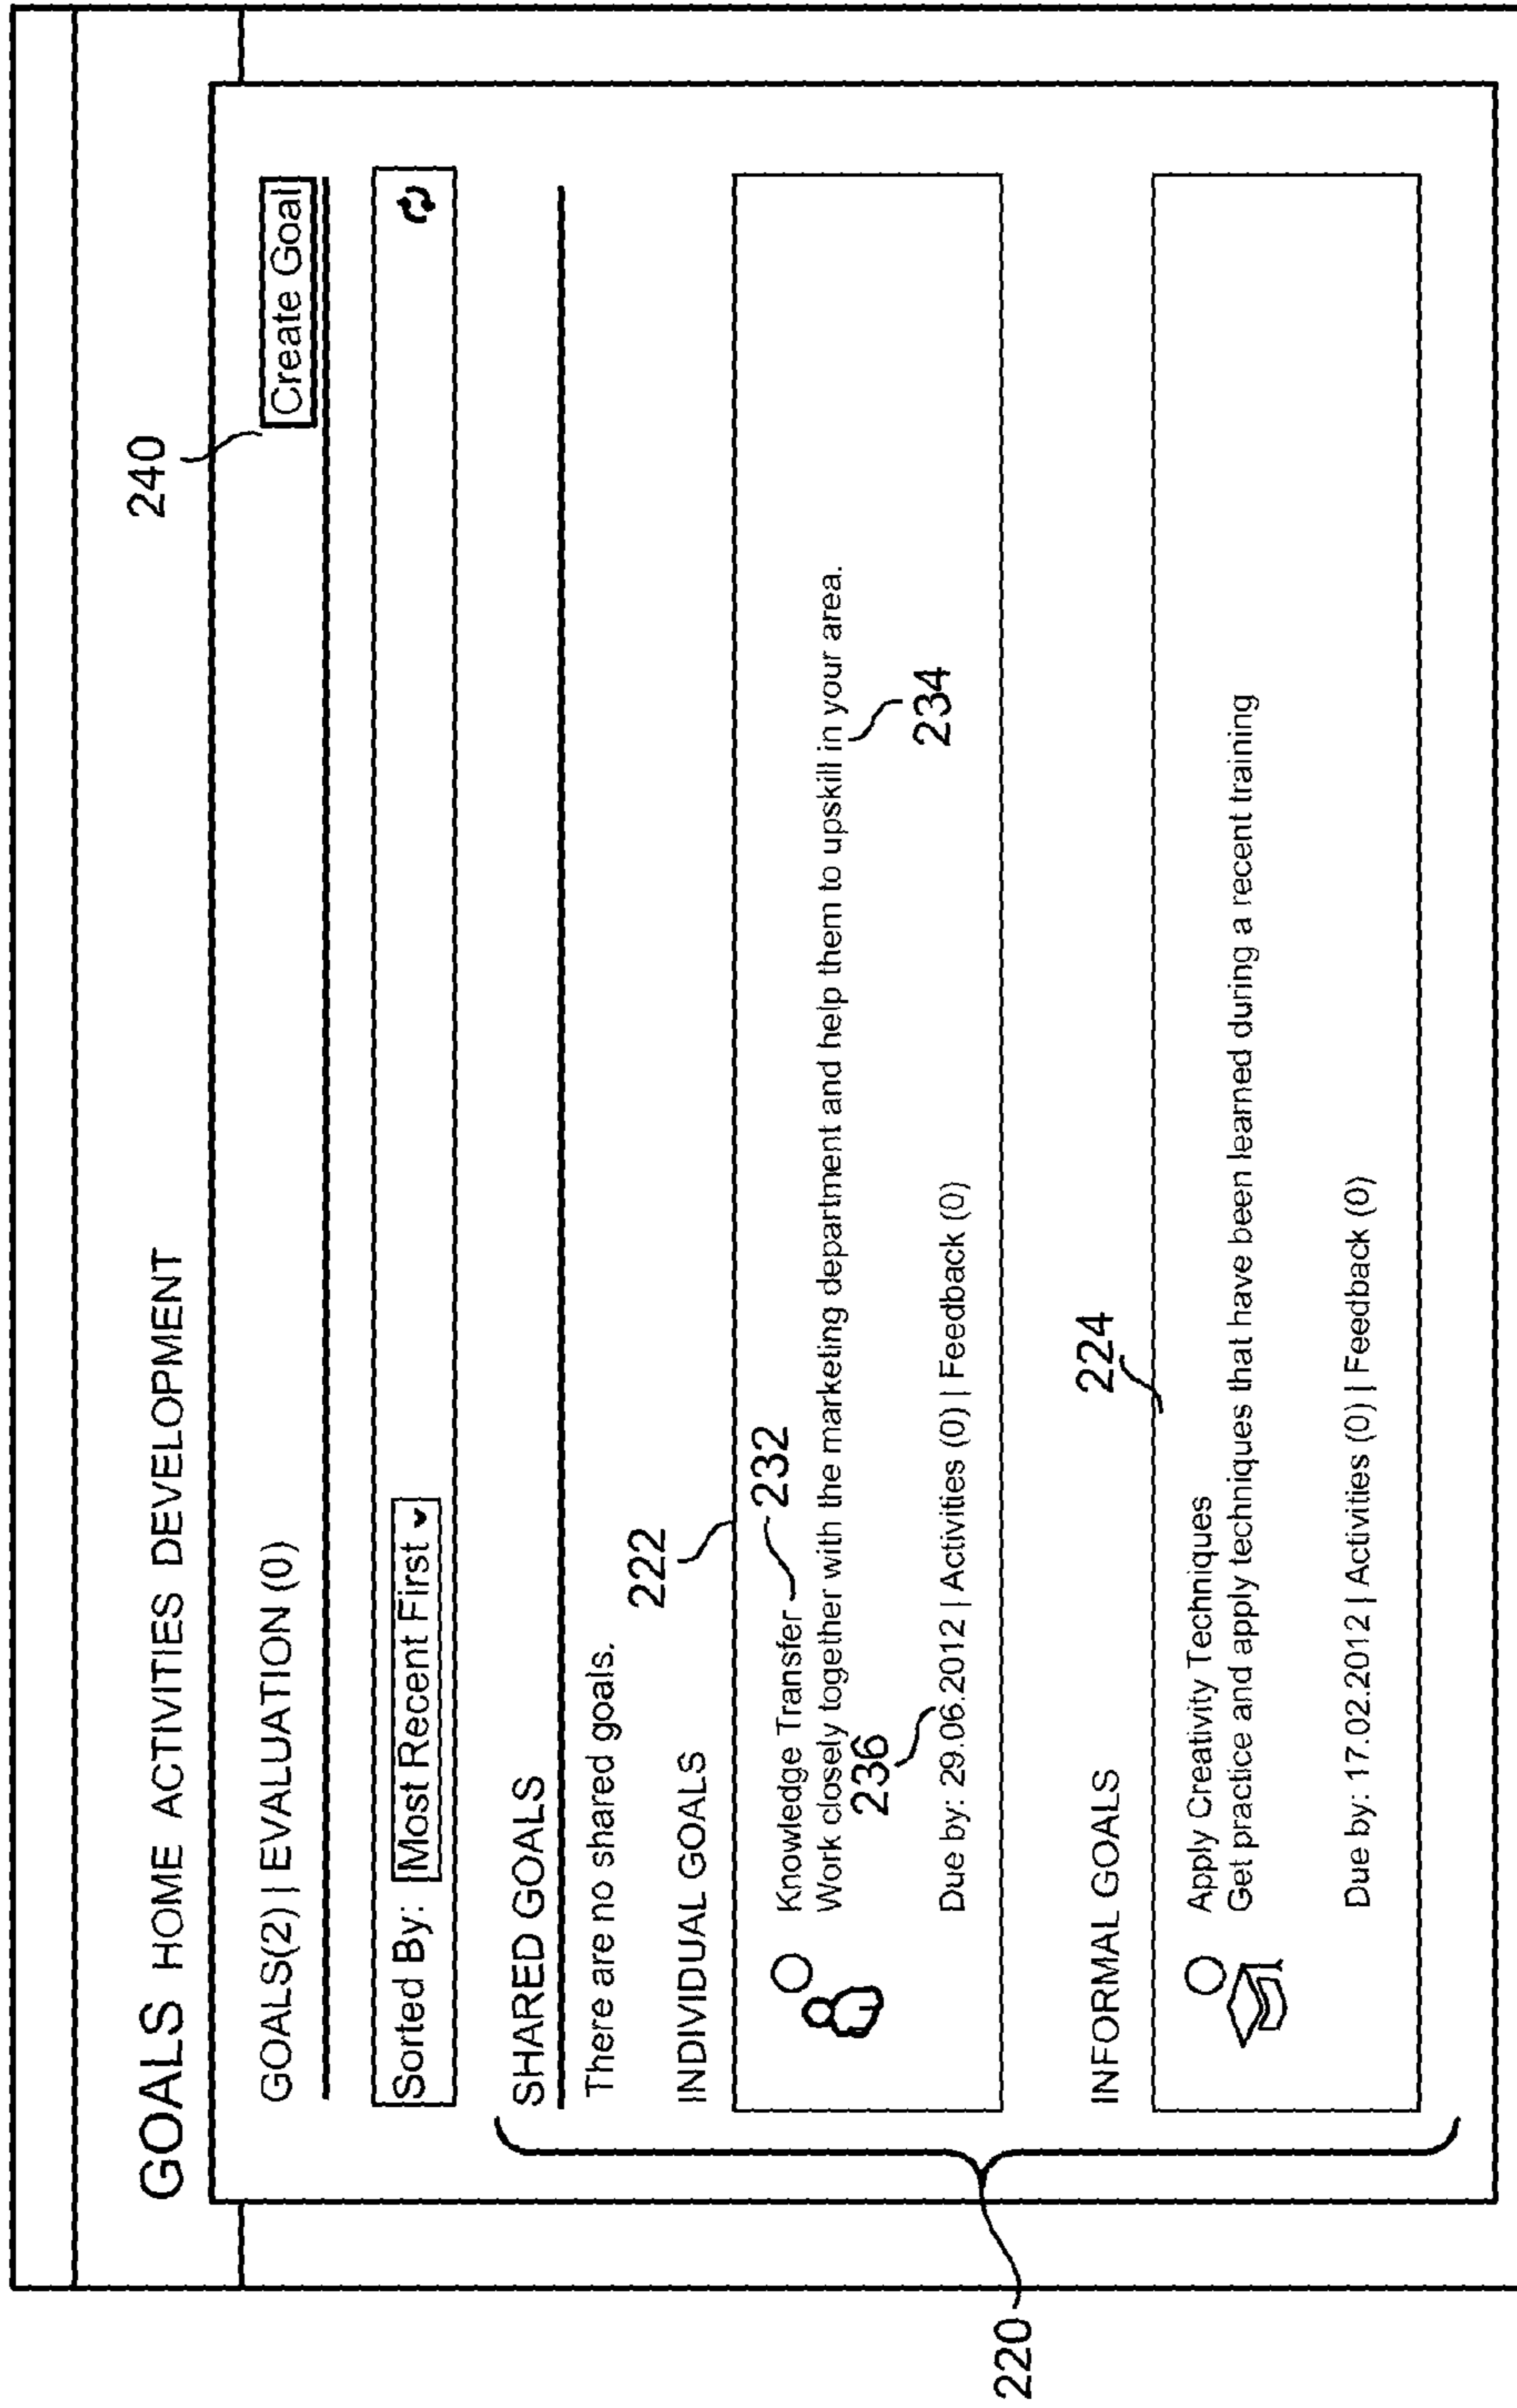 GOALS HOME ACTIVITIES DEVELOPMENT
240
GOALS(2) | EVALUATION (0)
Create Goal
Sorted By: Most Recent First
SHARED GOALS
There are no shared goals.
222
INDIVIDUAL GOALS
Knowledge Transfer
232
Work closely together with the marketing department and help them to upskill in your area.
236
234
Due by: 29.06.2012 | Activities (0) | Feedback (0)
220
224
INFORMAL GOALS
Apply Creativity Techniques
Get practice and apply techniques that have been learned during a recent training
Due by: 17.02.2012 | Activities (0) | Feedback (0)